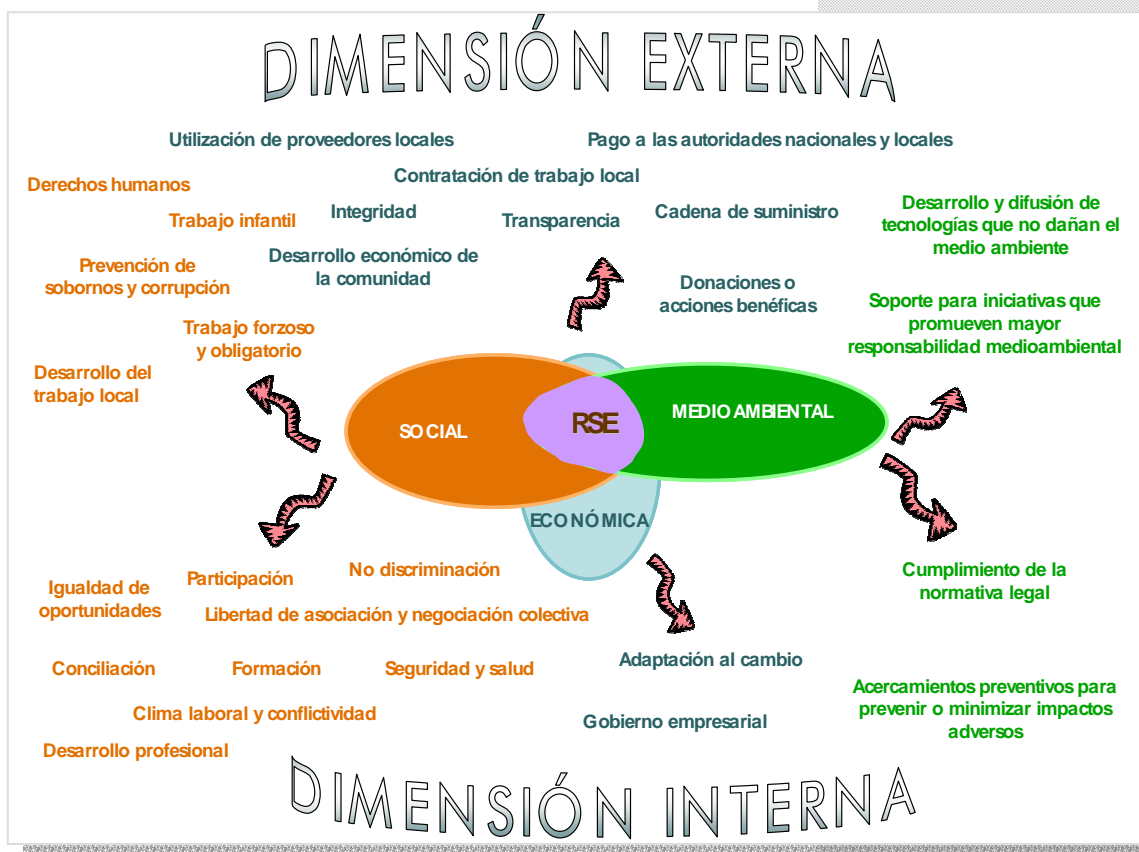 DIMENSIÓN EXTERNA
Utilización de proveedores locales
Pago a las autoridades nacionales y locales
Derechos humanos
Contratación de trabajo local
Trabajo infantil
Integridad
Transparencia
Cadena de suministro
Desarrollo y difusión de
tecnologías que no dañan el
medio ambiente
Prevención de
sobornos y corrupción
Desarrollo económico de
la comunidad
Donaciones o
acciones benéficas
Soporte para iniciativas que
promueven mayor
responsabilidad medioambiental
Trabajo forzoso
y obligatorio
Desarrollo del
trabajo local
SOCIAL
RSE
MEDIO AMBIENTAL
ECONÓMICA
Igualdad de
oportunidades
Participación
No discriminación
Libertad de asociación y negociación colectiva
Cumplimiento de la
normativa legal
Conciliación
Formación
Seguridad y salud
Adaptación al cambio
Clima laboral y conflictividad
Gobierno empresarial
Acercamientos preventivos para
prevenir o minimizar impactos
adversos
Desarrollo profesional
DIMENSIÓN INTERNA